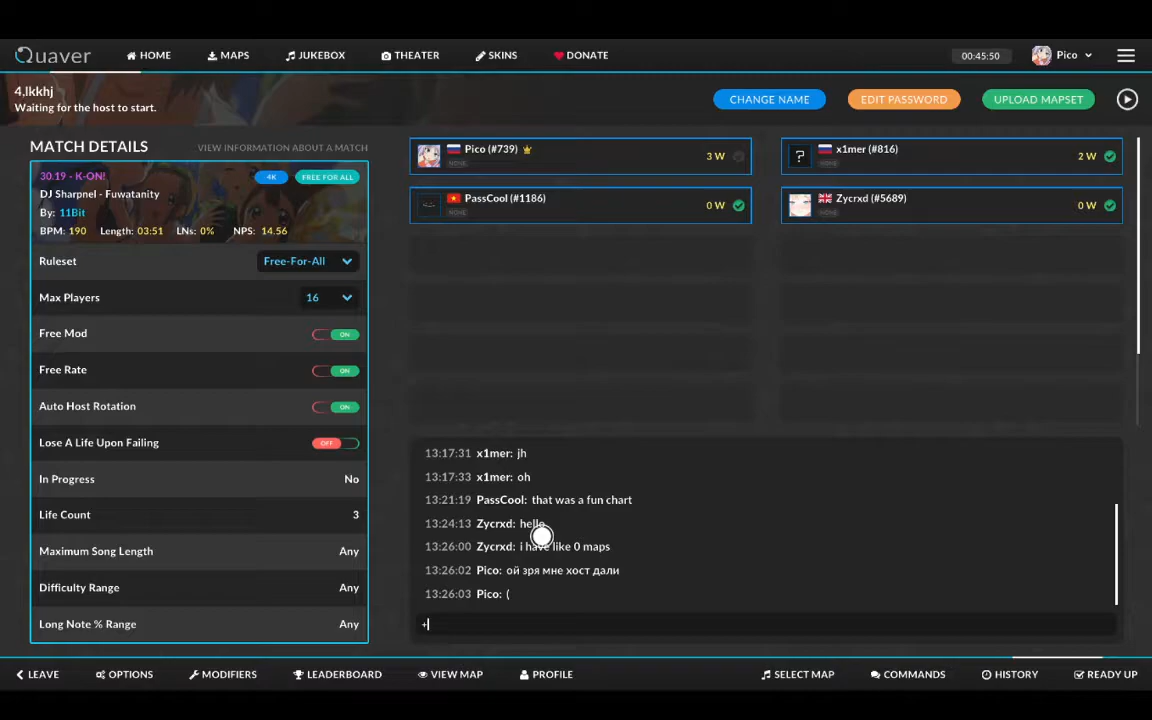 Quaver HOME MAPS JUKEBOX THEATER SKINS DONATE 00:45:50 Pico
4.lkkhj
Waiting for the host to start.
CHANGE NAME EDIT PASSWORD UPLOAD MAPSET
MATCH DETAILS VIEW INFORMATION ABOUT A MATCH
30.19 - K-ON! 4K FREE FOR ALL
DJ Sharpnel - Fuwatanity
By: 11Bit
BPM: 190 Length: 03:51 LNs: 0% NPS: 14.56
Ruleset Free-For-All
Max Players 16
Free Mod ON
Free Rate ON
Auto Host Rotation ON
Lose A Life Upon Failing OFF
In Progress No
Life Count 3
Maximum Song Length Any
Difficulty Range Any
Long Note % Range Any
Pico (#739) 3 W
NONE
? x1mer (#816) 2 W
NONE
PassCool (#1186) 0 W
NONE
Zycrxd (#5689) 0 W
NONE
13:17:31 x1mer: jh
13:17:33 x1mer: oh
13:21:19 PassCool: that was a fun chart
13:24:13 Zycrxd: hello
13:26:00 Zycrxd: i have like 0 maps
13:26:02 Pico: ой зря мне хост дали
13:26:03 Pico: (
+
LEAVE OPTIONS MODIFIERS LEADERBOARD VIEW MAP PROFILE SELECT MAP COMMANDS HISTORY READY UP